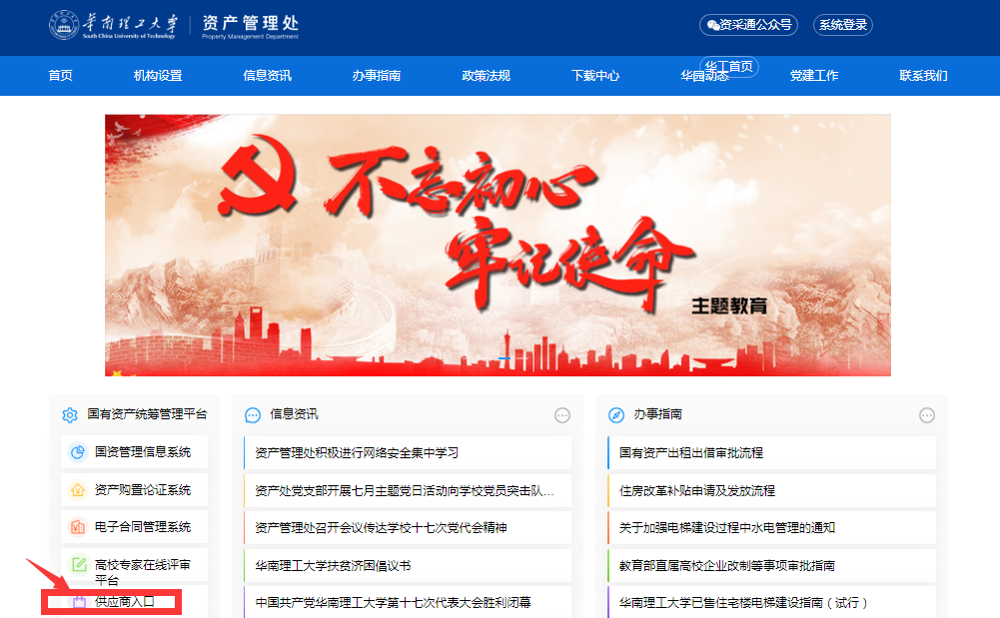 华南理工大学
South China University of Technology
资产管理处
Property Management Department
资采通公众号
系统登录
华工首页
首页
机构设置
信息资讯
办事指南
政策法规
下载中心
华园动态
党建工作
联系我们
不忘初心
牢记使命
主题教育
国有资产统筹管理平台
国资管理信息系统
资产购置论证系统
电子合同管理系统
高校专家在线评审
平台
供应商入口
信息资讯
资产管理处积极进行网络安全集中学习
资产处党支部开展七月主题党日活动向学校党员突击队...
资产管理处召开会议传达学校十七次党代会精神
华南理工大学扶贫济困倡议书
中国共产党华南理工大学第十七次代表大会胜利闭幕
办事指南
国有资产出租出借审批流程
住房改革补贴申请及发放流程
关于加强电梯建设过程中水电管理的通知
教育部直属高校企业改制等事项审批指南
华南理工大学已售住宅楼电梯建设指南（试行）